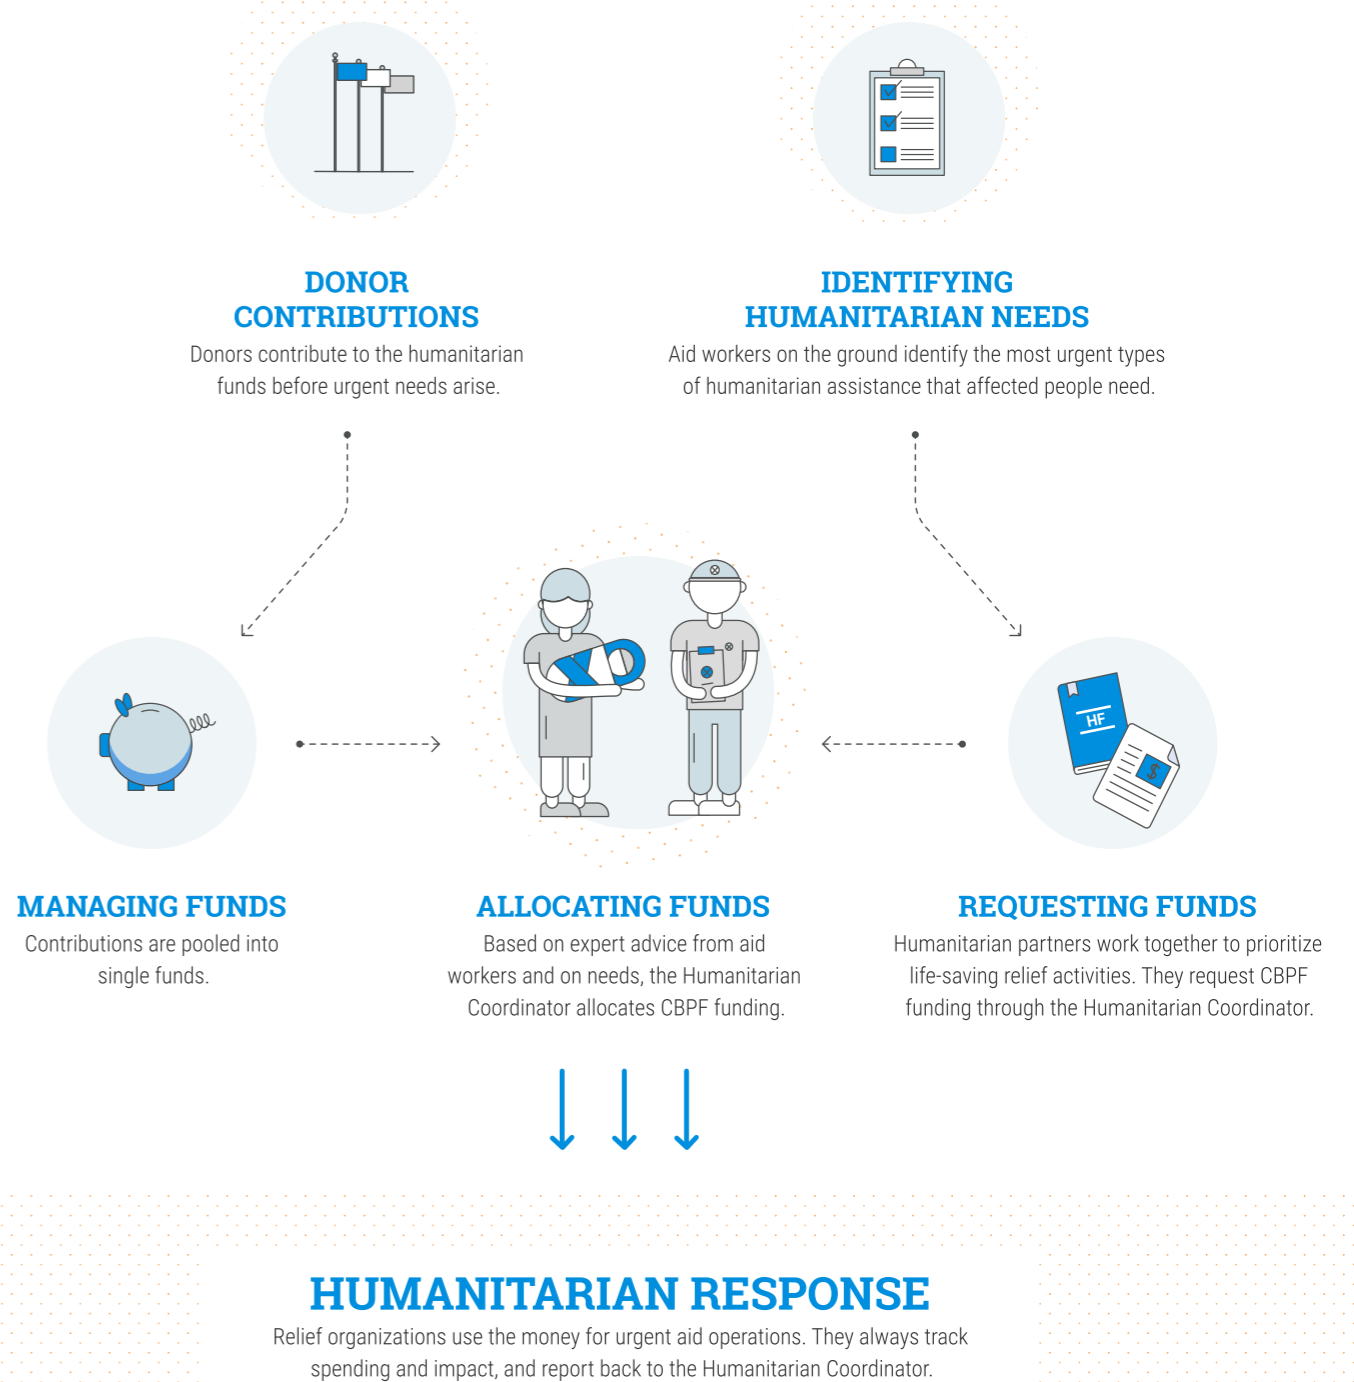 DONOR
CONTRIBUTIONS
Donors contribute to the humanitarian
funds before urgent needs arise.
IDENTIFYING
HUMANITARIAN NEEDS
Aid workers on the ground identify the most urgent types
of humanitarian assistance that affected people need.
HF
$
MANAGING FUNDS
Contributions are pooled into
single funds.
ALLOCATING FUNDS
Based on expert advice from aid
workers and on needs, the Humanitarian
Coordinator allocates CBPF funding.
REQUESTING FUNDS
Humanitarian partners work together to prioritize
life-saving relief activities. They request CBPF
funding through the Humanitarian Coordinator.
HUMANITARIAN RESPONSE
Relief organizations use the money for urgent aid operations. They always track
spending and impact, and report back to the Humanitarian Coordinator.